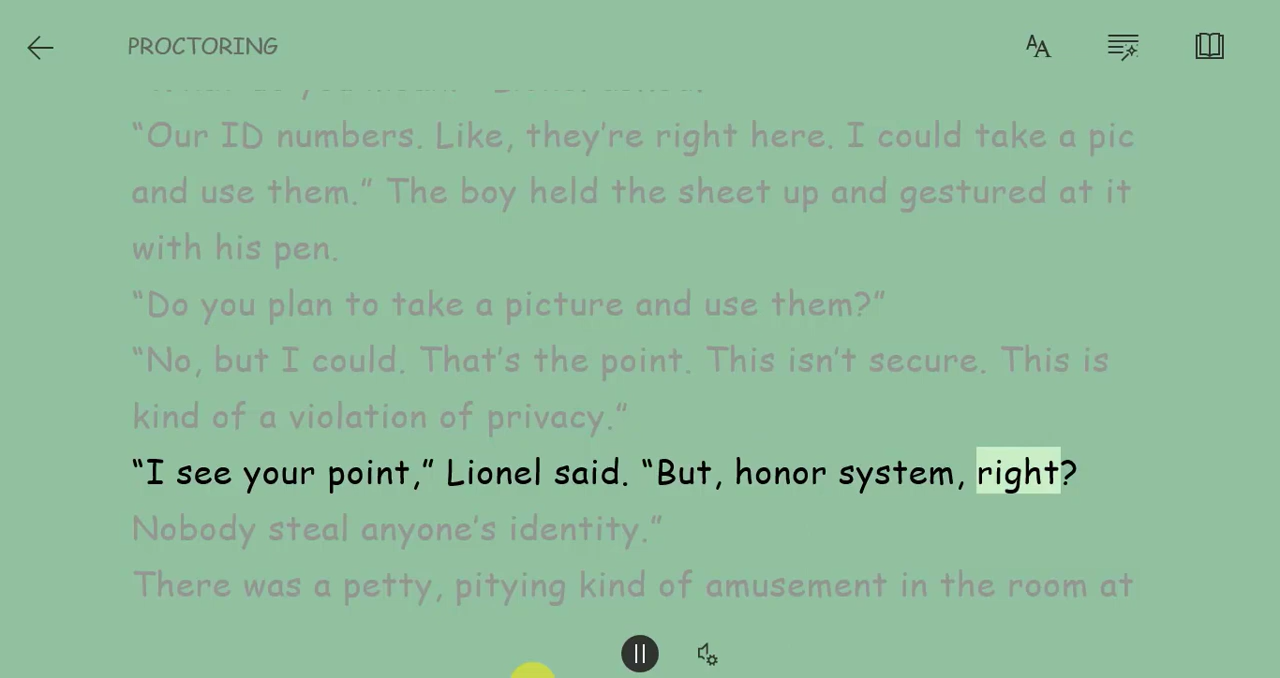 PROCTORING
“Our ID numbers. Like, they’re right here. I could take a pic
and use them.” The boy held the sheet up and gestured at it
with his pen.
“Do you plan to take a picture and use them?”
“No, but I could. That’s the point. This isn’t secure. This is
kind of a violation of privacy.”
“I see your point,” Lionel said. “But, honor system, right?
Nobody steal anyone’s identity.”
There was a petty, pitying kind of amusement in the room at